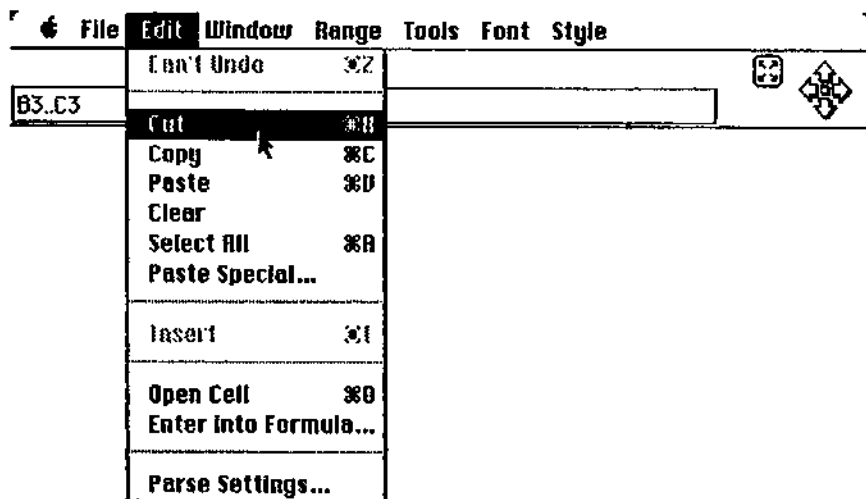 File Edit Window Range Tools Font Style
Can't Undo ⌘Z
B3..C3
Cut ⌘X
Copy ⌘C
Paste ⌘V
Clear
Select All ⌘A
Paste Special...
Insert ⌘I
Open Cell ⌘O
Enter into Formula...
Parse Settings...